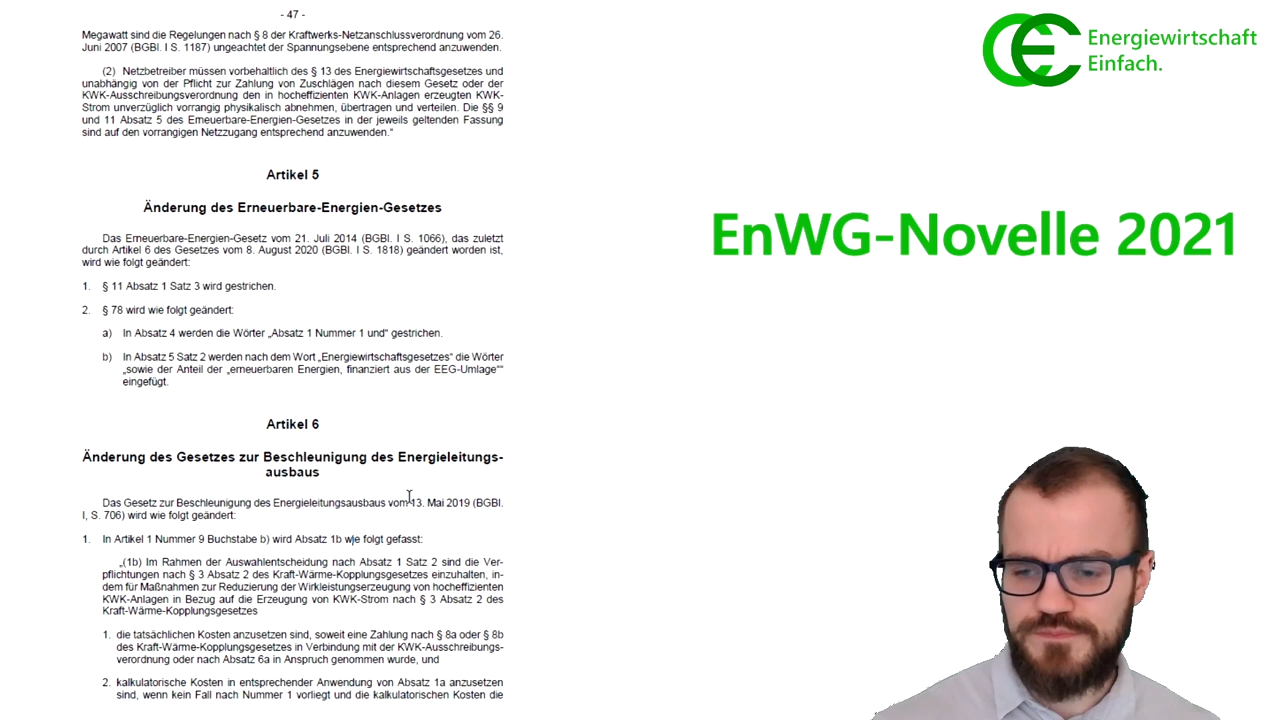 - 47 -
Megawatt sind die Regelungen nach § 8 der Kraftwerks-Netzanschlussverordnung vom 26.
Juni 2007 (BGBl. I S. 1187) ungeachtet der Spannungsebene entsprechend anzuwenden.
(2) Netzbetreiber müssen vorbehaltlich des § 13 des Energiewirtschaftsgesetzes und
unabhängig von der Pflicht zur Zahlung von Zuschlägen nach diesem Gesetz oder der
KWK-Ausschreibungsverordnung den in hocheffizienten KWK-Anlagen erzeugten KWK-
Strom unverzüglich vorrangig physikalisch abnehmen, übertragen und verteilen. Die §§ 9
und 11 Absatz 5 des Erneuerbare-Energien-Gesetzes in der jeweils geltenden Fassung
sind auf den vorrangigen Netzzugang entsprechend anzuwenden.“
Artikel 5
Änderung des Erneuerbare-Energien-Gesetzes
Das Erneuerbare-Energien-Gesetz vom 21. Juli 2014 (BGBl. I S. 1066), das zuletzt
durch Artikel 6 des Gesetzes vom 8. August 2020 (BGBl. I S. 1818) geändert worden ist,
wird wie folgt geändert:
1. § 11 Absatz 1 Satz 3 wird gestrichen.
2. § 78 wird wie folgt geändert:
a) In Absatz 4 werden die Wörter „Absatz 1 Nummer 1 und“ gestrichen.
b) In Absatz 5 Satz 2 werden nach dem Wort „Energiewirtschaftsgesetzes“ die Wörter
„sowie der Anteil der „erneuerbaren Energien, finanziert aus der EEG-Umlage““
eingefügt.
Artikel 6
Änderung des Gesetzes zur Beschleunigung des Energieleitungs-
ausbaus
Das Gesetz zur Beschleunigung des Energieleitungsausbaus vom 13. Mai 2019 (BGBl.
I, S. 706) wird wie folgt geändert:
1. In Artikel 1 Nummer 9 Buchstabe b) wird Absatz 1b wie folgt gefasst:
„(1b) Im Rahmen der Auswahlentscheidung nach Absatz 1 Satz 2 sind die Ver-
pflichtungen nach § 3 Absatz 2 des Kraft-Wärme-Kopplungsgesetzes einzuhalten, in-
dem für Maßnahmen zur Reduzierung der Wirkleistungserzeugung von hocheffizienten
KWK-Anlagen in Bezug auf die Erzeugung von KWK-Strom nach § 3 Absatz 2 des
Kraft-Wärme-Kopplungsgesetzes
1. die tatsächlichen Kosten anzusetzen sind, soweit eine Zahlung nach § 8a oder § 8b
des Kraft-Wärme-Kopplungsgesetzes in Verbindung mit der KWK-Ausschreibungs-
verordnung oder nach Absatz 6a in Anspruch genommen wurde, und
2. kalkulatorische Kosten in entsprechender Anwendung von Absatz 1a anzusetzen
sind, wenn kein Fall nach Nummer 1 vorliegt und die kalkulatorischen Kosten die
Energiewirtschaft
Einfach.
EnWG-Novelle 2021